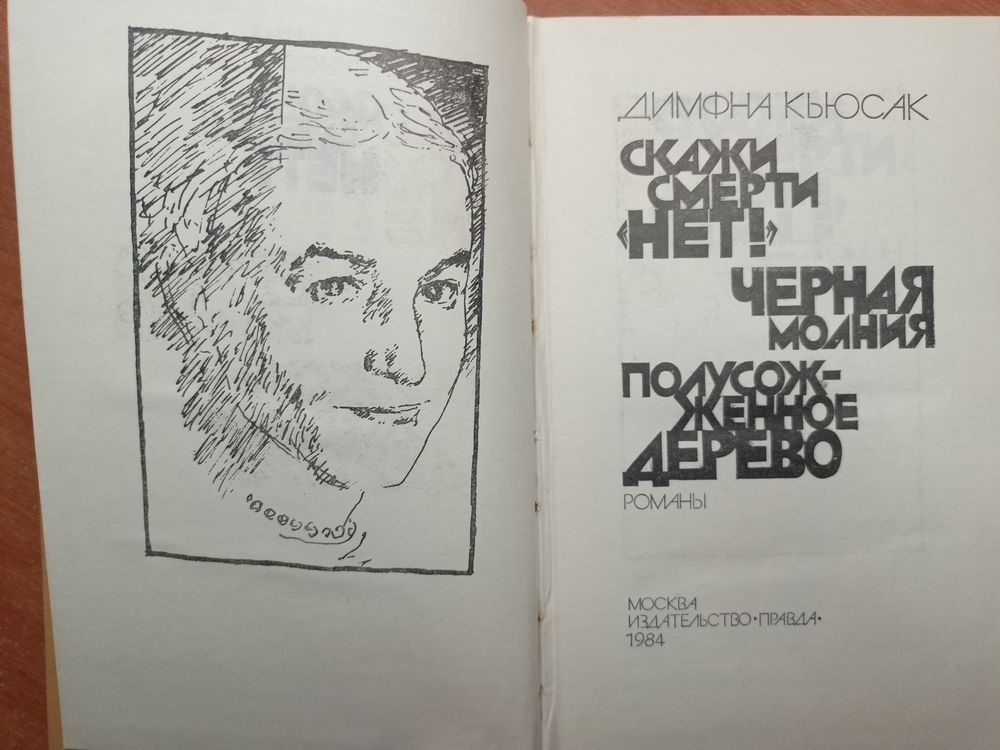 ДИМФНА КЬЮСАК
СКАЖИ
СМЕРТИ
«НЕТ!»
ЧЕРНАЯ
МОЛНИЯ
ПОЛУСОЖ-
ЖЕННОЕ
ДЕРЕВО
РОМАНЫ
МОСКВА
ИЗДАТЕЛЬСТВО·ПРАВДА·
1984